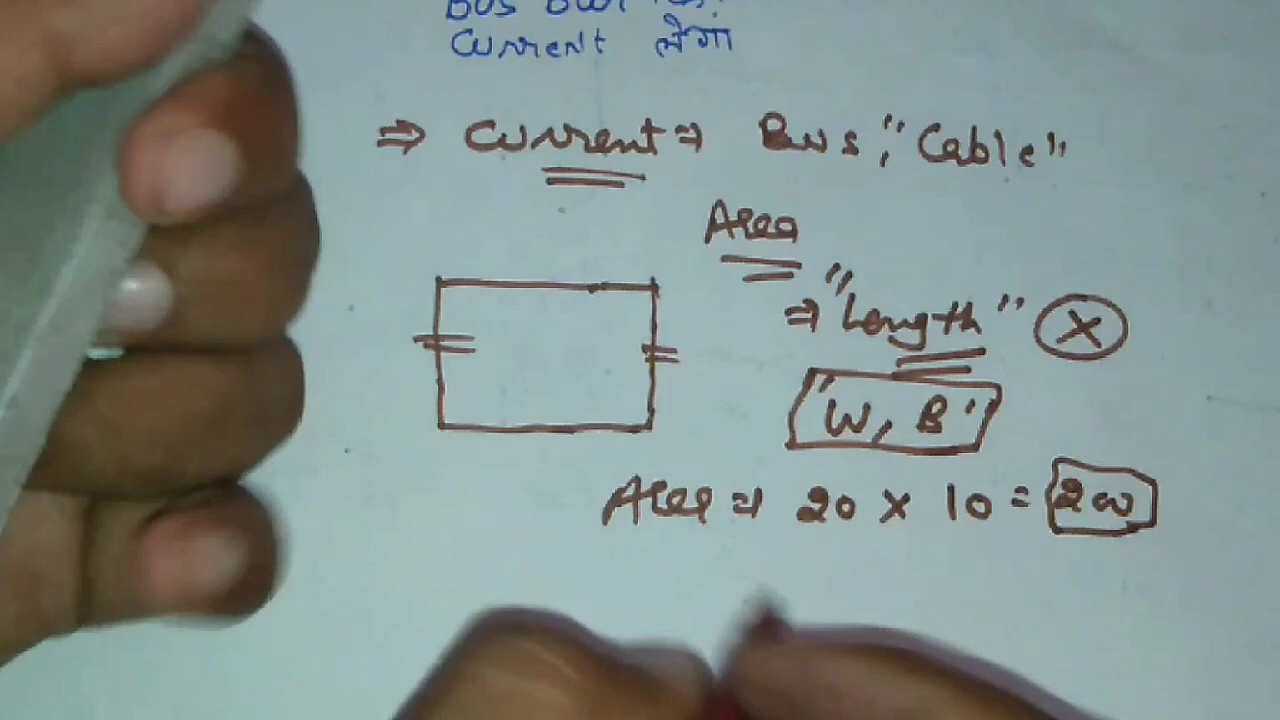 Current लेगा
⇒ Current ⇒ Bus, "Cable"
Area
⇒ "Length" X
"W, B"
Area ⇒ 20 x 10 = 200